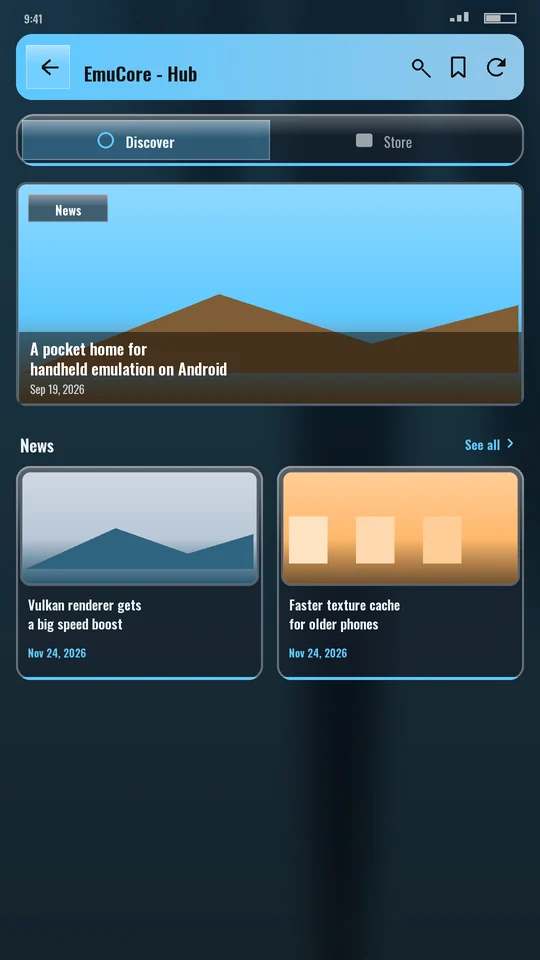 9:41
EmuCore - Hub
Discover
Store
News
A pocket home for
handheld emulation on Android
Sep 19, 2026
News
See all
Vulkan renderer gets
a big speed boost
Nov 24, 2026
Faster texture cache
for older phones
Nov 24, 2026